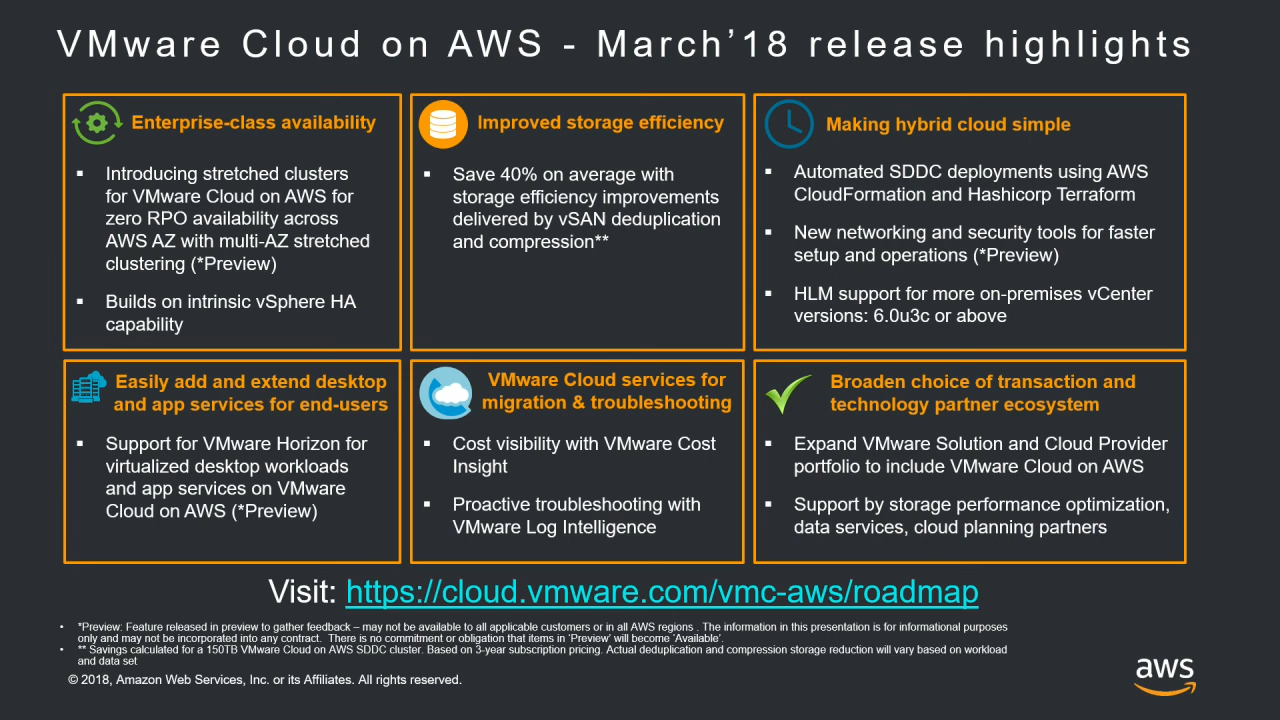 VMware Cloud on AWS - March’18 release highlights
Enterprise-class availability
▪ Introducing stretched clusters
for VMware Cloud on AWS for
zero RPO availability across
AWS AZ with multi-AZ stretched
clustering (*Preview)
▪ Builds on intrinsic vSphere HA
capability
Improved storage efficiency
▪ Save 40% on average with
storage efficiency improvements
delivered by vSAN deduplication
and compression**
Making hybrid cloud simple
▪ Automated SDDC deployments using AWS
CloudFormation and Hashicorp Terraform
▪ New networking and security tools for faster
setup and operations (*Preview)
▪ HLM support for more on-premises vCenter
versions: 6.0u3c or above
Easily add and extend desktop
and app services for end-users
▪ Support for VMware Horizon for
virtualized desktop workloads
and app services on VMware
Cloud on AWS (*Preview)
VMware Cloud services for
migration & troubleshooting
▪ Cost visibility with VMware Cost
Insight
▪ Proactive troubleshooting with
VMware Log Intelligence
Broaden choice of transaction and
technology partner ecosystem
▪ Expand VMware Solution and Cloud Provider
portfolio to include VMware Cloud on AWS
▪ Support by storage performance optimization,
data services, cloud planning partners
Visit: https://cloud.vmware.com/vmc-aws/roadmap
• *Preview: Feature released in preview to gather feedback – may not be available to all applicable customers or in all AWS regions . The information in this presentation is for informational purposes
only and may not be incorporated into any contract. There is no commitment or obligation that items in ‘Preview’ will become ‘Available’.
• ** Savings calculated for a 150TB VMware Cloud on AWS SDDC cluster. Based on 3-year subscription pricing. Actual deduplication and compression storage reduction will vary based on workload
and data set
© 2018, Amazon Web Services, Inc. or its Affiliates. All rights reserved.
aws